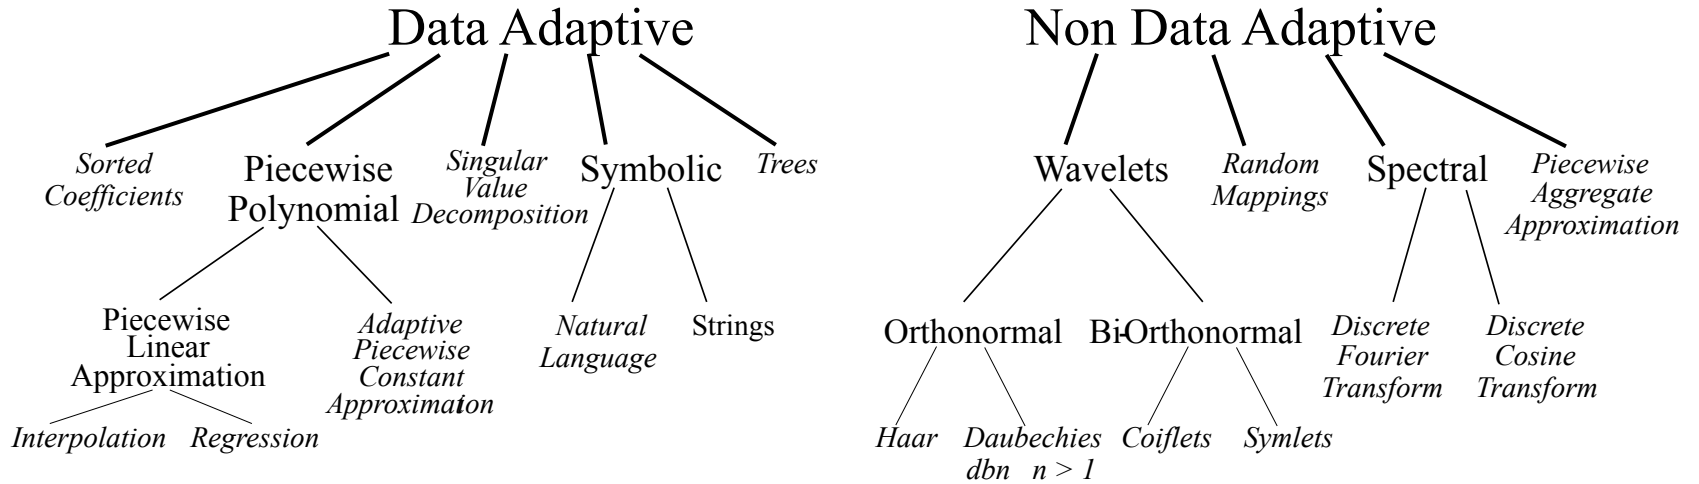 Data Adaptive
Non Data Adaptive
Sorted
Coefficients
Piecewise
Polynomial
Singular
Value
Decomposition
Symbolic
Trees
Wavelets
Random
Mappings
Spectral
Piecewise
Aggregate
Approximation
Piecewise
Linear
Approximation
Adaptive
Piecewise
Constant
Approximation
Natural
Language
Strings
Orthonormal
Bi-Orthonormal
Discrete
Fourier
Transform
Discrete
Cosine
Transform
Interpolation
Regression
Haar
Daubechies
dbn n > 1
Coiflets
Symlets